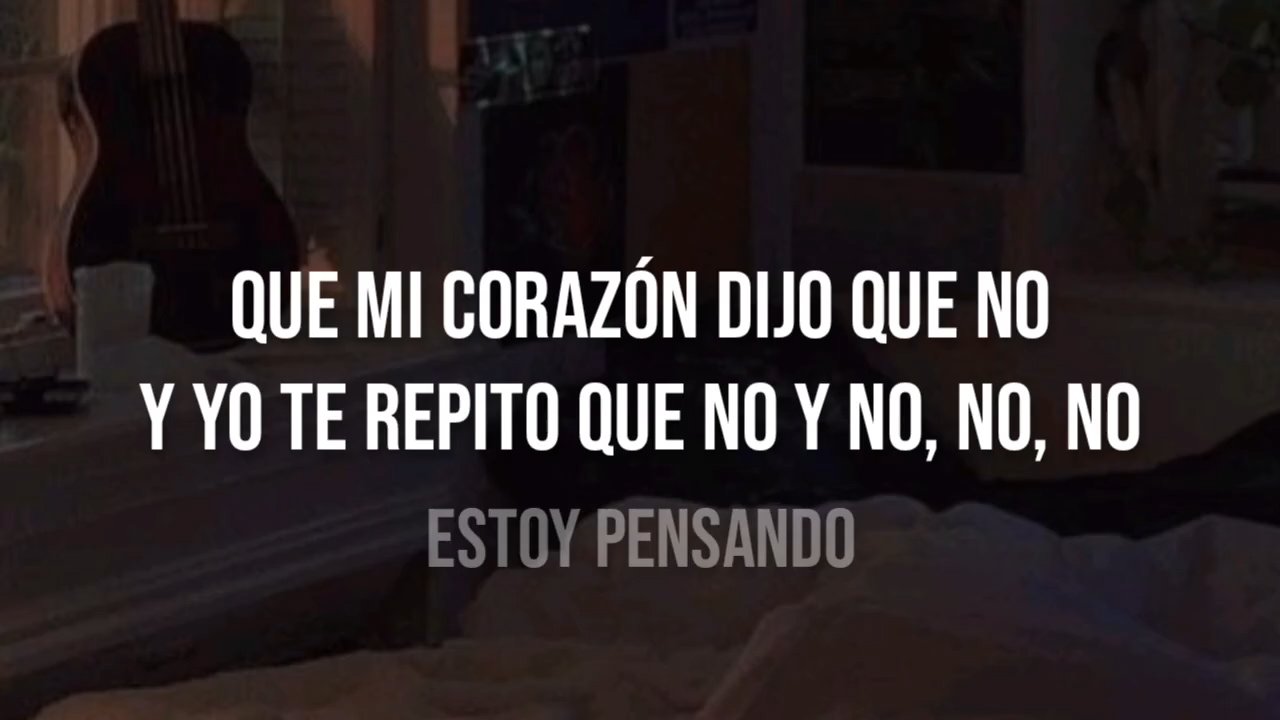 QUE MI CORAZÓN DIJO QUE NO
Y YO TE REPITO QUE NO Y NO, NO, NO
ESTOY PENSANDO